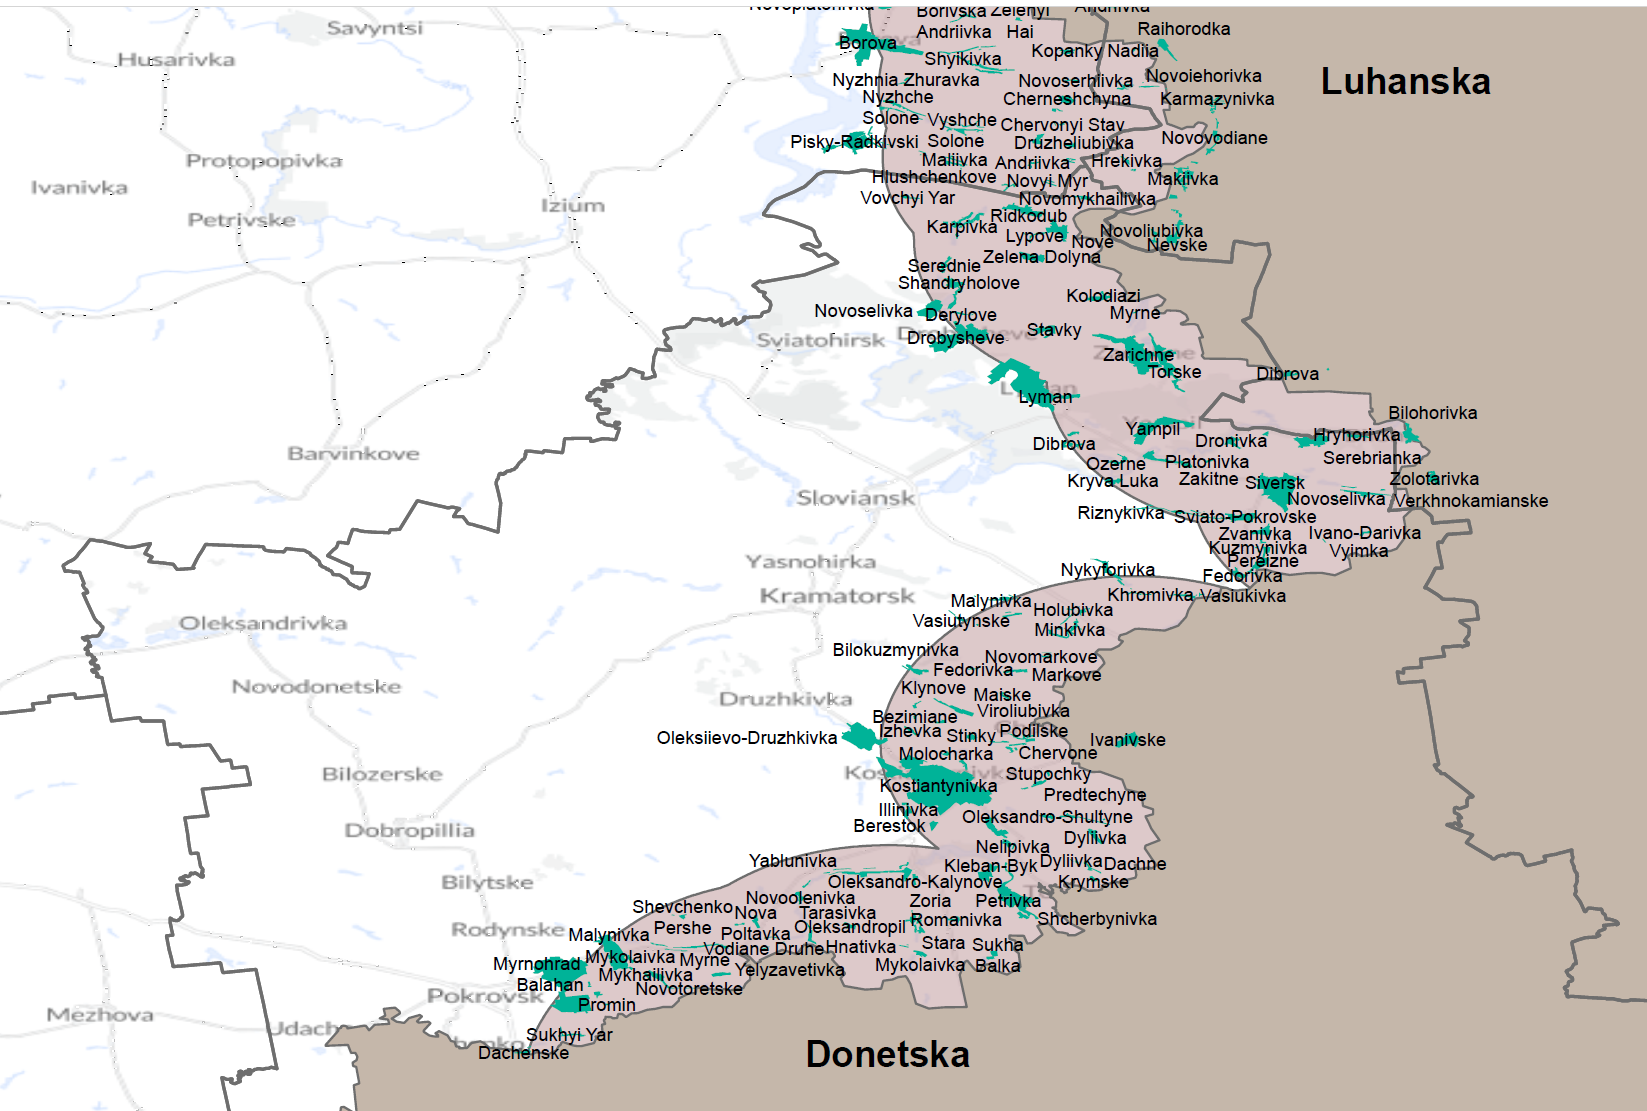 Novoplatonivka
Borivska
Zelenyi
Hai
Andriivka
Savyntsi
Andriivka
Raihorodka
Husarivka
Borova
Shyikivka
Kopanky
Nadiia
Luhanska
Nyzhnia Zhuravka
Novoserhiivka
Novoiehorivka
Nyzhche
Solone
Cherneshchyna
Karmazynivka
Vyshche
Solone
Chervonyi Stav
Pisky-Radkivski
Druzheliubivka
Novovodiane
Protopopivka
Maliivka
Andriivka
Hrekivka
Ivanivka
Hlushchenkove
Novyi Myr
Makiivka
Izium
Vovchyi Yar
Novomykhailivka
Petrivske
Ridkodub
Karpivka
Lypove
Nove
Novoliubivka
Nevske
Zelena Dolyna
Serednie
Shandryholove
Kolodiazi
Novoselivka
Derylove
Myrne
Stavky
Sviatohirsk
Drobysheve
Zarichne
Torske
Dibrova
Lyman
Bilohorivka
Yampil
Dronivka
Hryhorivka
Dibrova
Barvinkove
Ozerne
Platonivka
Serebrianka
Kryva Luka
Zakitne
Siversk
Zolotarivka
Sloviansk
Novoselivka
Verkhnokamianske
Riznykivka
Sviato-Pokrovske
Zvanivka
Ivano-Darivka
Kuzmynivka
Vyimka
Yasnohirka
Pereizne
Nykyforivka
Fedorivka
Kramatorsk
Malynivka
Khromivka
Vasiukivka
Vasiutynske
Holubivka
Oleksandrivka
Minkivka
Bilokuzmynivka
Novomarkove
Fedorivka
Markove
Novodonetske
Klynove
Maiske
Druzhkivka
Viroliubivka
Bezimiane
Izhevka
Stinky
Podilske
Oleksiievo-Druzhkivka
Ivanivske
Molocharka
Chervone
Bilozerske
Stupochky
Kostiantynivka
Predtechyne
Illinivka
Berestok
Oleksandro-Shultyne
Dobropillia
Dyliivka
Nelipivka
Yablunivka
Kleban-Byk
Dyliivka
Dachne
Bilytske
Oleksandro-Kalynove
Krymske
Novoolenivka
Zoria
Petrivka
Shevchenko
Pershe
Nova
Poltavka
Tarasivka
Romanivka
Shcherbynivka
Rodynske
Malynivka
Oleksandropil
Vodiane Druhe
Hnativka
Stara
Mykolaivka
Sukha
Balka
Myrnohrad
Mykolaivka
Myrne
Mykhailivka
Yelyzavetivka
Balahan
Novotoretske
Pokrovsk
Promin
Mezhova
Sukhyi Yar
Dachenske
Donetska